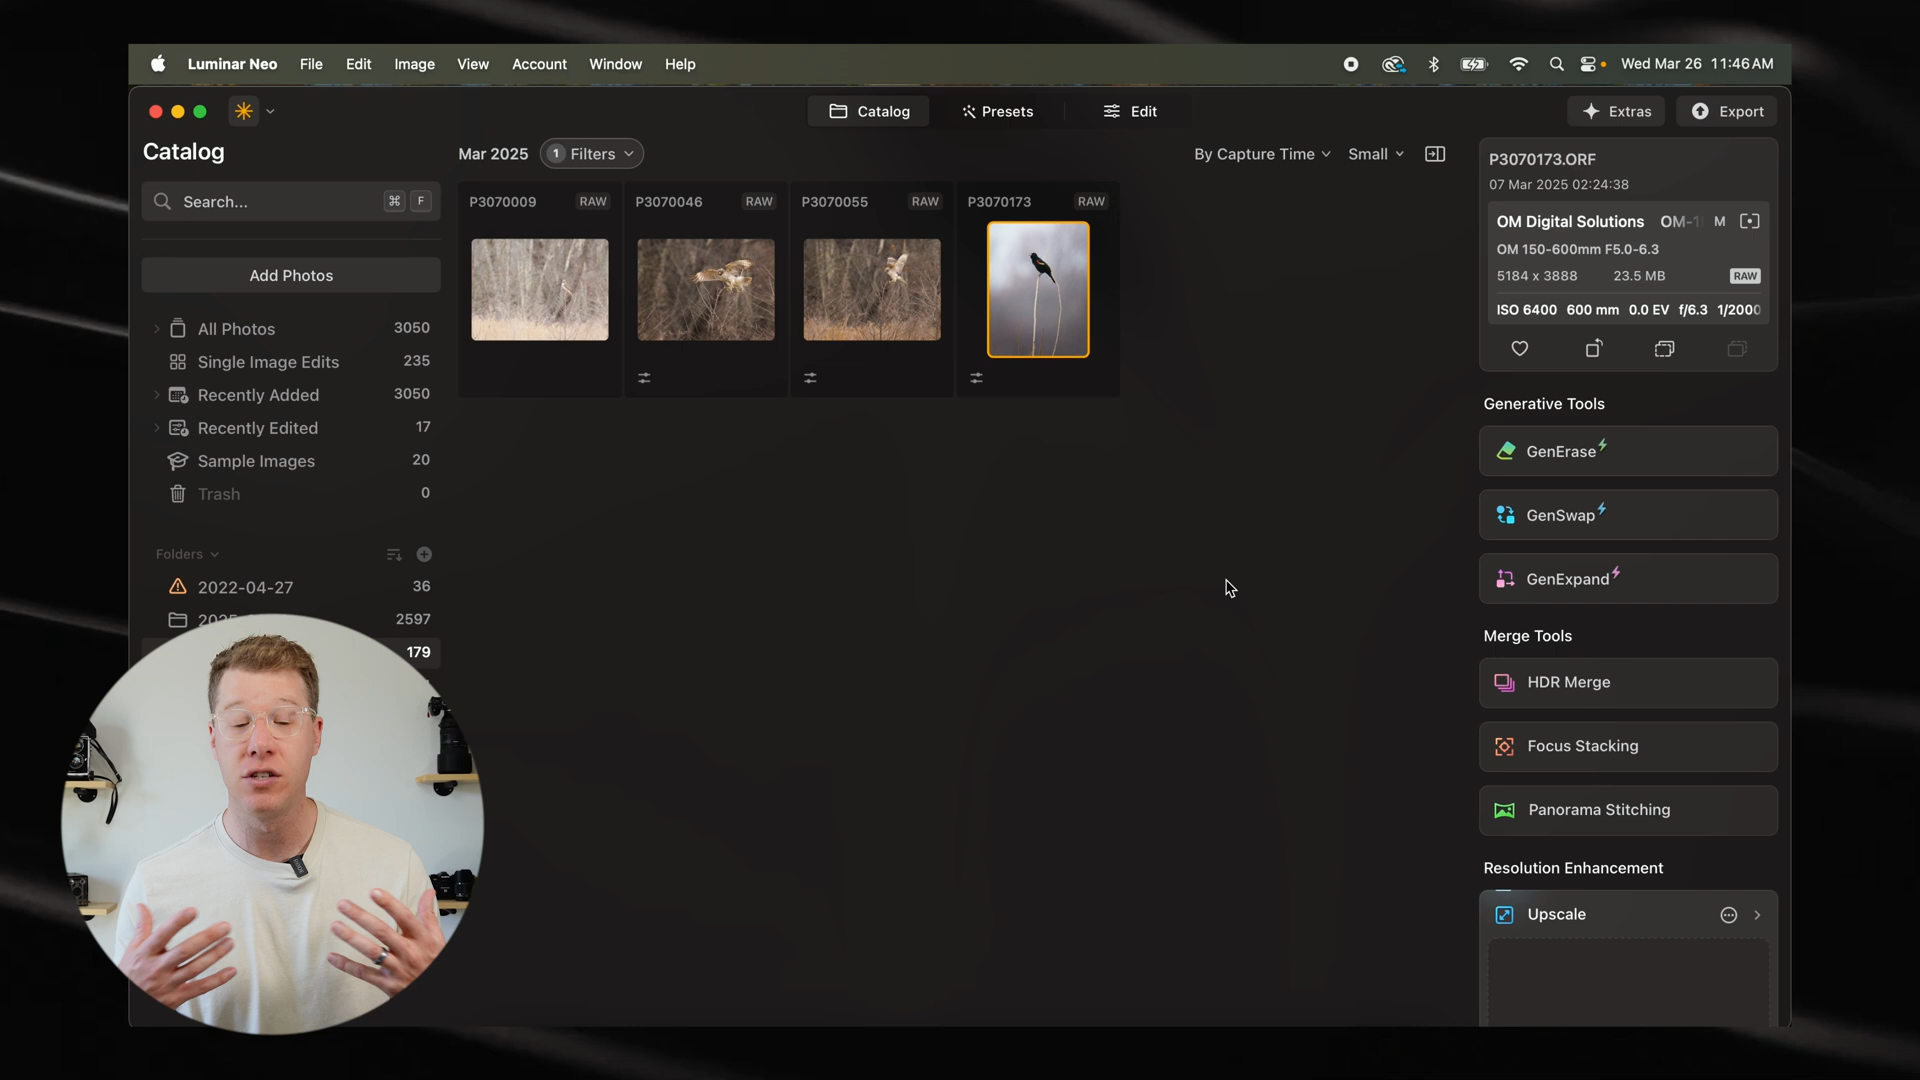 Luminar Neo File Edit Image View Account Window Help Wed Mar 26 11:46 AM
Catalog Presets Edit Extras Export
Catalog
Search... ⌘ F
Add Photos
All Photos 3050
Single Image Edits 235
Recently Added 3050
Recently Edited 17
Sample Images 20
Trash 0
Folders
2022-04-27 36
2597
179
Mar 2025 1 Filters By Capture Time Small
P3070009 RAW P3070046 RAW P3070055 RAW P3070173 RAW
P3070173.ORF
07 Mar 2025 02:24:38
OM Digital Solutions OM-1 M
OM 150-600mm F5.0-6.3
5184 x 3888 23.5 MB RAW
ISO 6400 600 mm 0.0 EV f/6.3 1/2000
Generative Tools
GenErase
GenSwap
GenExpand
Merge Tools
HDR Merge
Focus Stacking
Panorama Stitching
Resolution Enhancement
Upscale